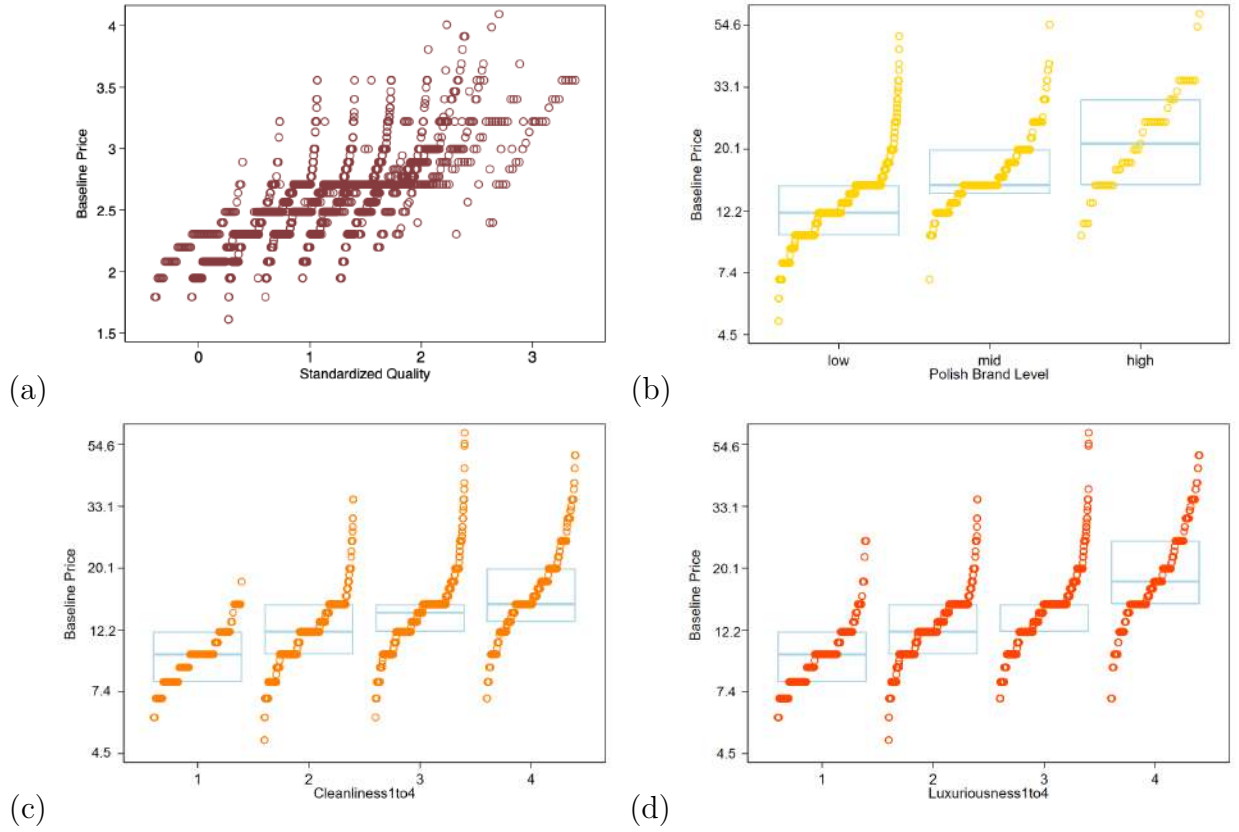 4
3.5
3
2.5
2
1.5
Baseline Price
0 1 2 3
Standardized Quality
(a)
54.6
33.1
20.1
12.2
7.4
4.5
Baseline Price
low mid high
Polish Brand Level
(b)
54.6
33.1
20.1
12.2
7.4
4.5
Baseline Price
1 2 3 4
Cleanliness1to4
(c)
54.6
33.1
20.1
12.2
7.4
4.5
Baseline Price
1 2 3 4
Luxuriousness1to4
(d)